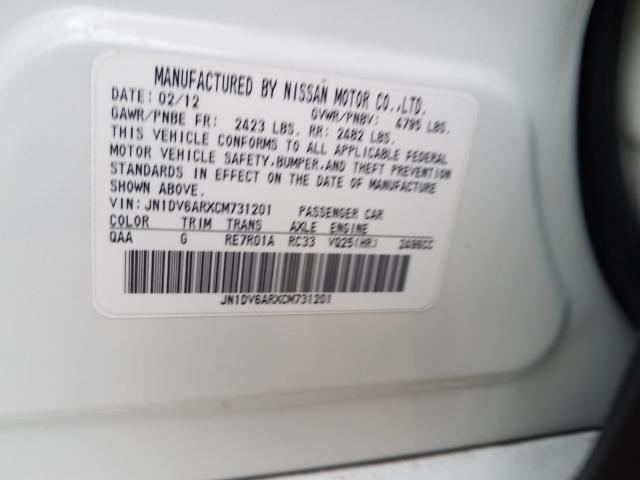 MANUFACTURED BY NISSAN MOTOR CO.,LTD.
DATE: 02/12 GVWR/PNBV: 4795 LBS.
GAWR/PNBE FR: 2423 LBS. RR: 2482 LBS.
THIS VEHICLE CONFORMS TO ALL APPLICABLE FEDERAL
MOTOR VEHICLE SAFETY,BUMPER,AND THEFT PREVENTION
STANDARDS IN EFFECT ON THE DATE OF MANUFACTURE
SHOWN ABOVE.
VIN:JN1DV6ARXCM731201 PASSENGER CAR
COLOR TRIM TRANS AXLE ENGINE
QAA G RE7R01A RC33 VQ25(HR) 2496CC
JN1DV6ARXCM731201